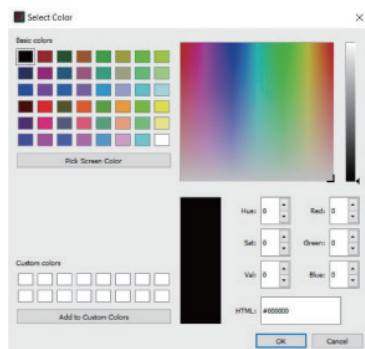 Select Color
Basic colors
Pick Screen Color
Hue: 0 Red: 0
Sat: 0 Green: 0
Val: 0 Blue: 0
Custom colors
HTML: #000000
Add to Custom Colors
OK Cancel